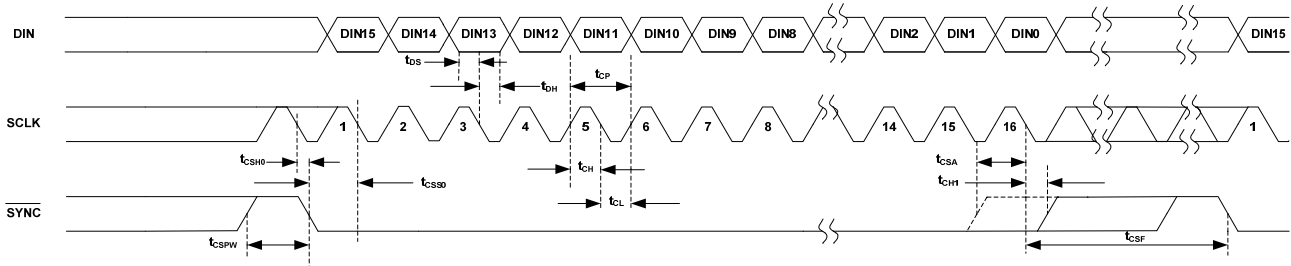 DIN DIN15 DIN14 DIN13 DIN12 DIN11 DIN10 DIN9 DIN8 DIN2 DIN1 DIN0 DIN15
tDS tCP
tDH
SCLK 1 2 3 4 5 6 7 8 14 15 16 1
tCSH0 tCH tCSA
tCSS0 tCH1
tCL
SYNC
tCSPW tCSF